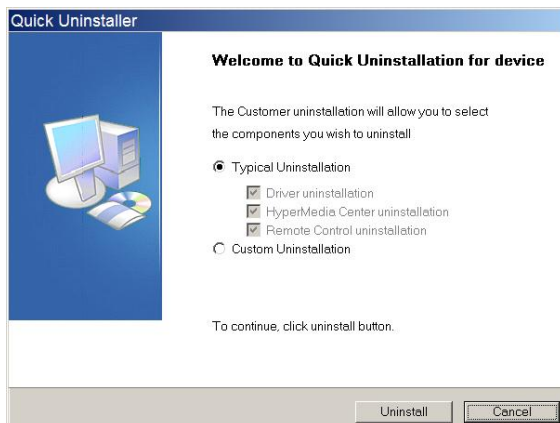 Quick Uninstaller
Welcome to Quick Uninstallation for device
The Customer uninstallation will allow you to select
the components you wish to uninstall
Typical Uninstallation
Driver uninstallation
HyperMedia Center uninstallation
Remote Control uninstallation
Custom Uninstallation
To continue, click uninstall button.
Uninstall
Cancel